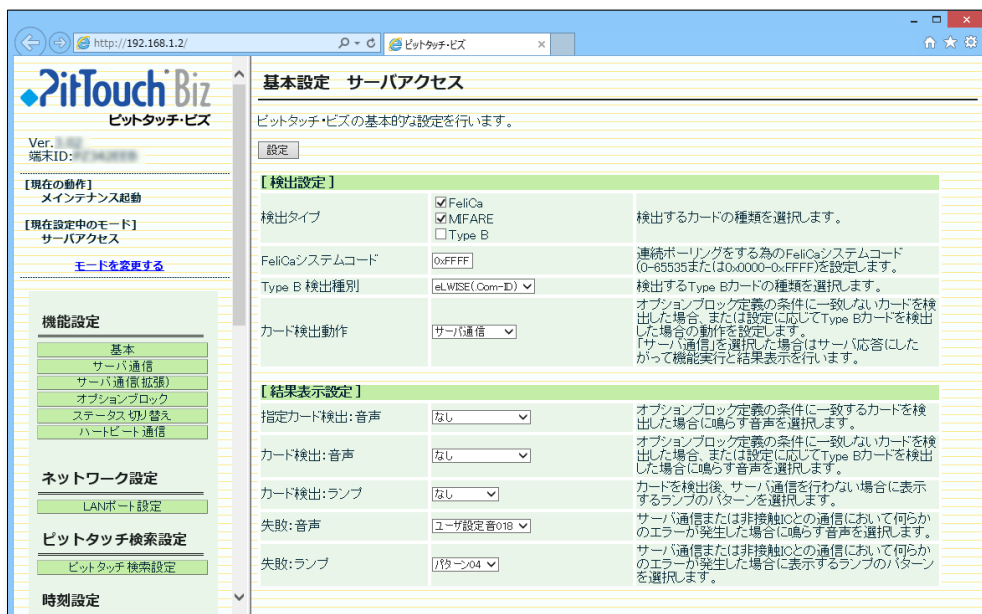 http://192.168.1.2/
ピットタッチ・ビズ
PitTouch Biz
ピットタッチ・ビズ
Ver.
端末ID:
[現在の動作]
メインテナンス起動
[現在設定中のモード]
サーバアクセス
モードを変更する
機能設定
基本
サーバ通信
サーバ通信(拡張)
オプションブロック
ステータス切り替え
ハートビート通信
ネットワーク設定
LANポート設定
ピットタッチ検索設定
ピットタッチ検索設定
時刻設定
基本設定 サーバアクセス
ピットタッチ・ビズの基本的な設定を行います。
設定
[検出設定]
検出タイプ
FeliCa
MIFARE
Type B
検出するカードの種類を選択します。
FeliCaシステムコード
0xFFFF
連続ポーリングをする為のFeliCaシステムコード
(0-65535または0x0000-0xFFFF)を設定します。
Type B 検出種別
eLWISE(Com-ID)
検出するType Bカードの種類を選択します。
カード検出動作
サーバ通信
オプションブロック定義の条件に一致しないカードを検
出した場合、または設定に応じてType Bカードを検出
した場合の動作を設定します。
「サーバ通信」を選択した場合はサーバ応答にした
がって機能実行と結果表示を行います。
[結果表示設定]
指定カード検出:音声
なし
オプションブロック定義の条件に一致するカードを検
出した場合に鳴らす音声を選択します。
カード検出:音声
なし
オプションブロック定義の条件に一致しないカードを検
出した場合、または設定に応じてType Bカードを検出
した場合に鳴らす音声を選択します。
カード検出:ランプ
なし
カードを検出後、サーバ通信を行わない場合に表示
するランプのパターンを選択します。
失敗:音声
ユーザ設定音018
サーバ通信または非接触ICとの通信において何らか
のエラーが発生した場合に鳴らす音声を選択します。
失敗:ランプ
パターン04
サーバ通信または非接触ICとの通信において何らか
のエラーが発生した場合に表示するランプのパターン
を選択します。